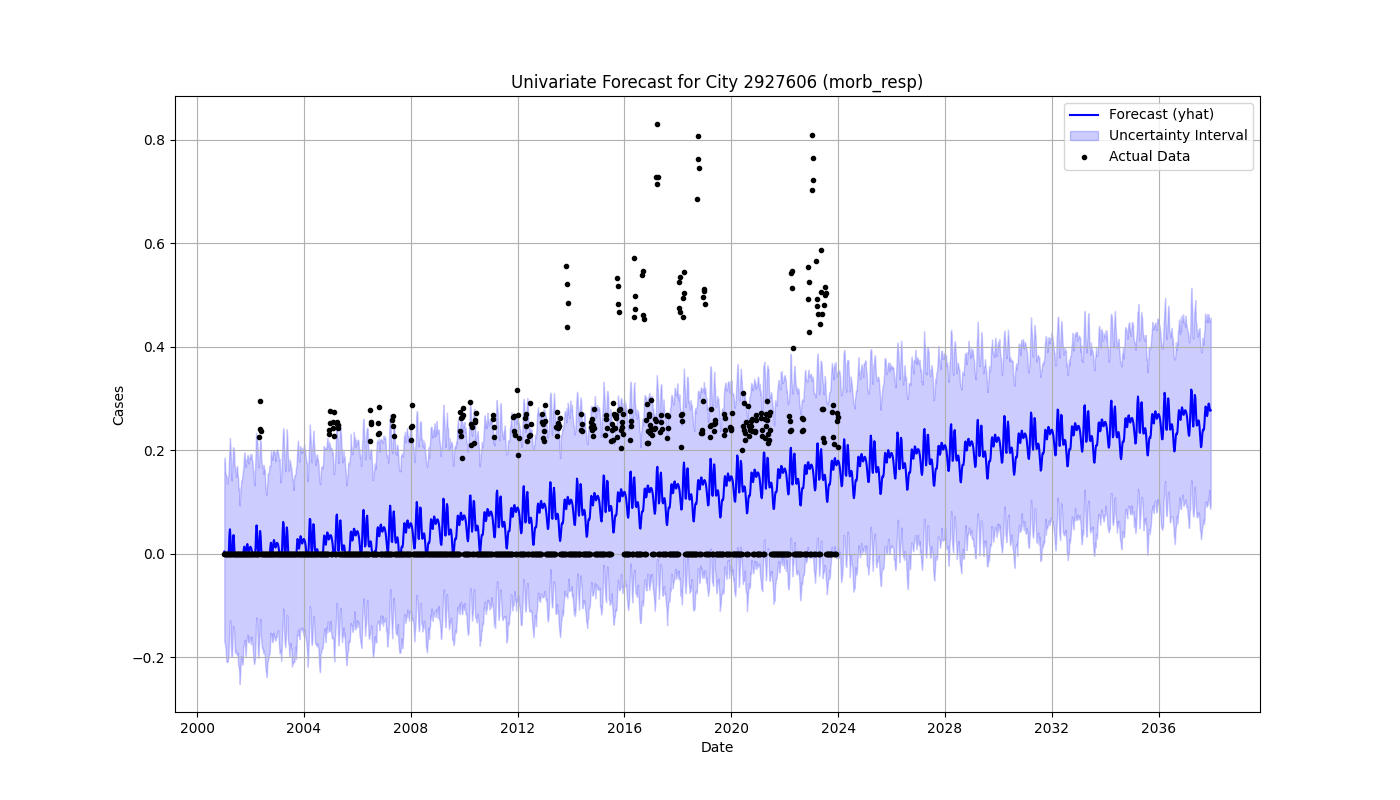 Univariate Forecast for City 2927606 (morb_resp)
Forecast (yhat)
Uncertainty Interval
Actual Data
Cases
0.8
0.6
0.4
0.2
0.0
−0.2
2000 2004 2008 2012 2016 2020 2024 2028 2032 2036
Date